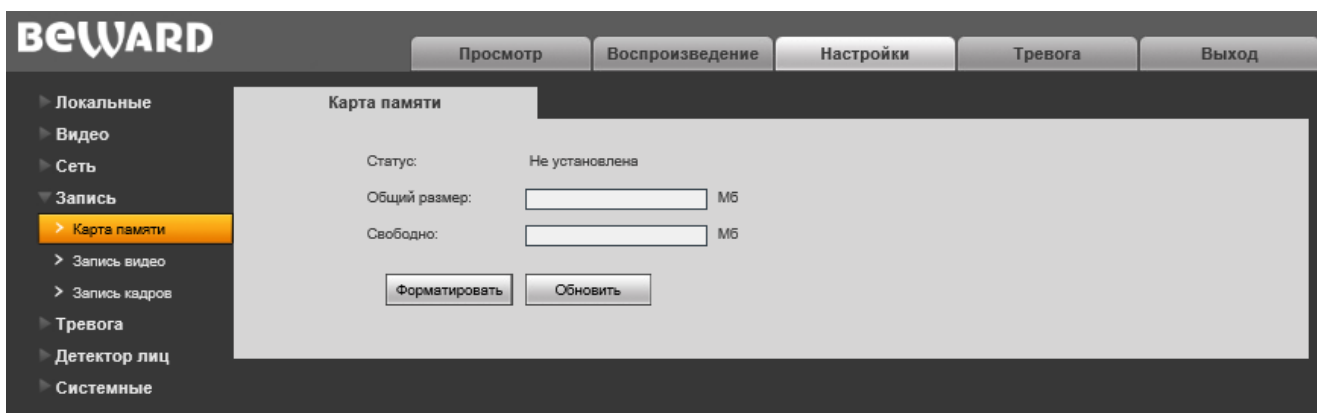 BEWARD
Просмотр Воспроизведение Настройки Тревога Выход
Локальные
Видео
Сеть
Запись
Карта памяти
Запись видео
Запись кадров
Тревога
Детектор лиц
Системные
Карта памяти
Статус: Не установлена
Общий размер: Мб
Свободно: Мб
Форматировать Обновить